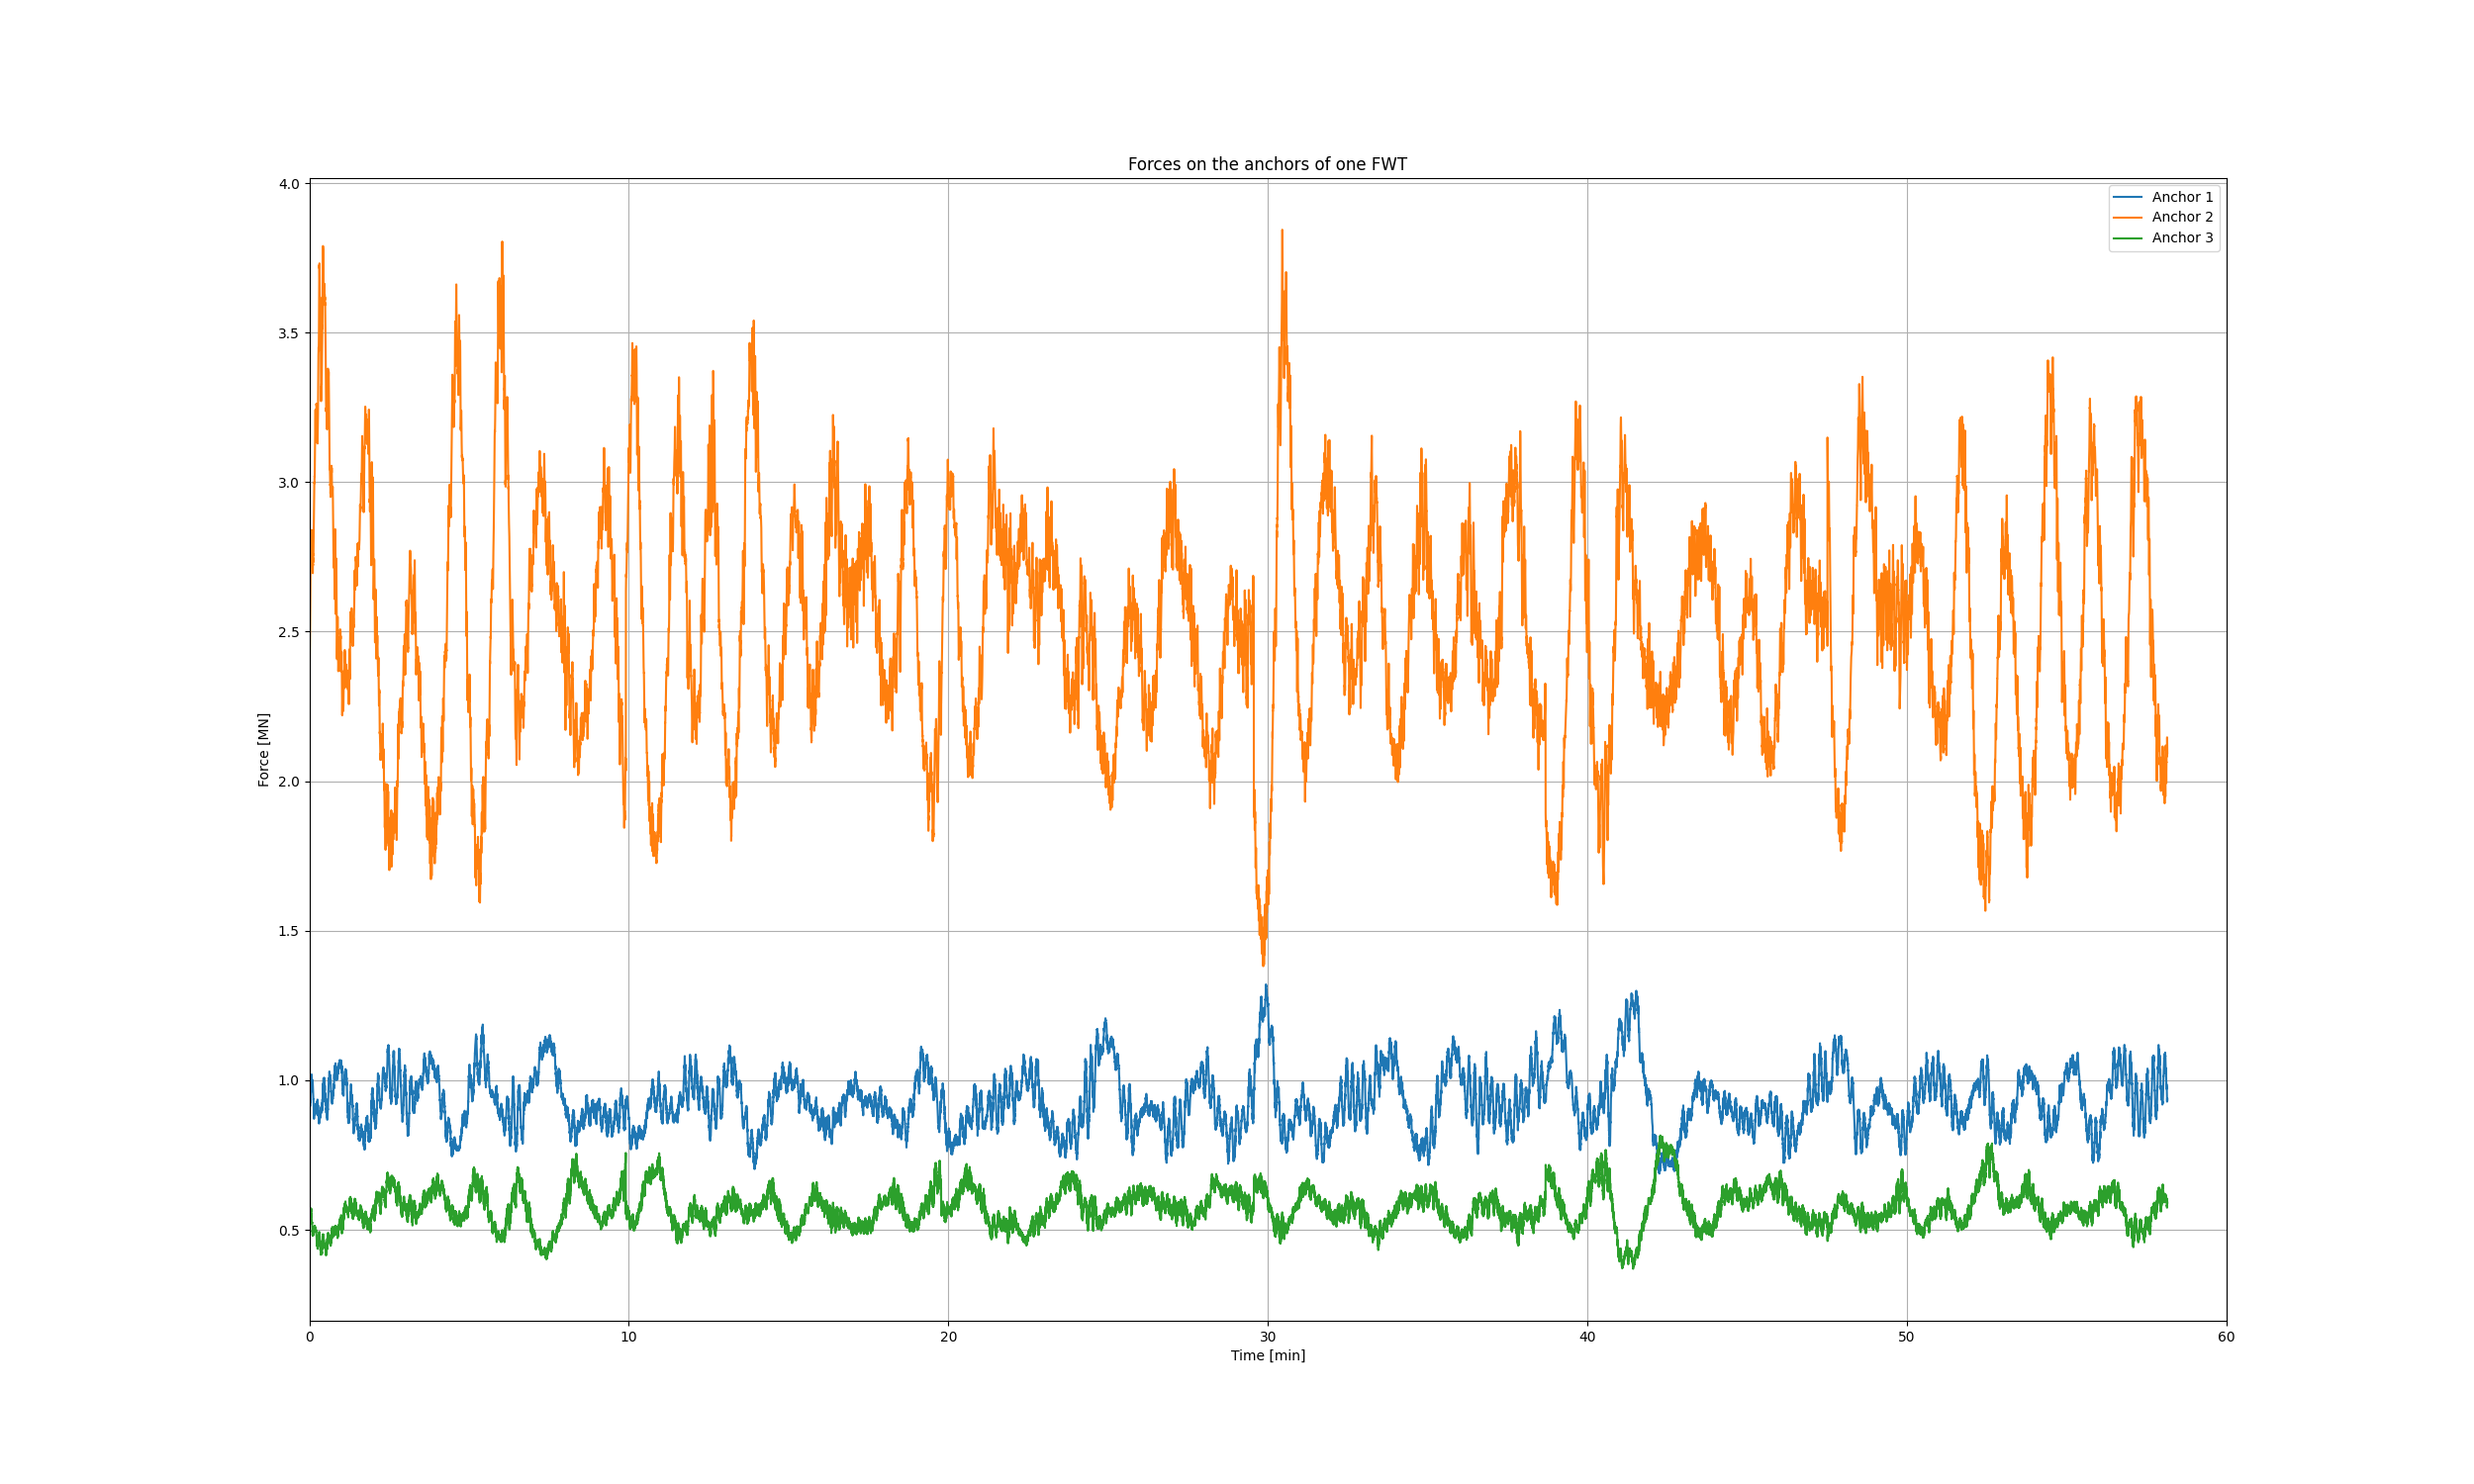 Forces on the anchors of one FWT
Anchor 1
Anchor 2
Anchor 3
4.0
3.5
3.0
2.5
2.0
1.5
1.0
0.5
Force [MN]
0 10 20 30 40 50 60
Time [min]